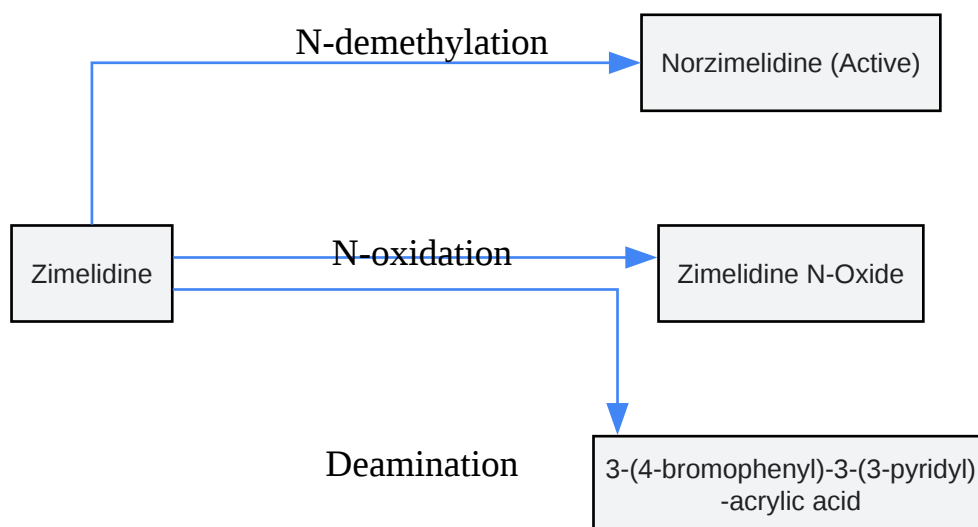 N-demethylation
Norzimelidine (Active)
Zimelidine
N-oxidation
Zimelidine N-Oxide
Deamination
3-(4-bromophenyl)-3-(3-pyridyl)
-acrylic acid